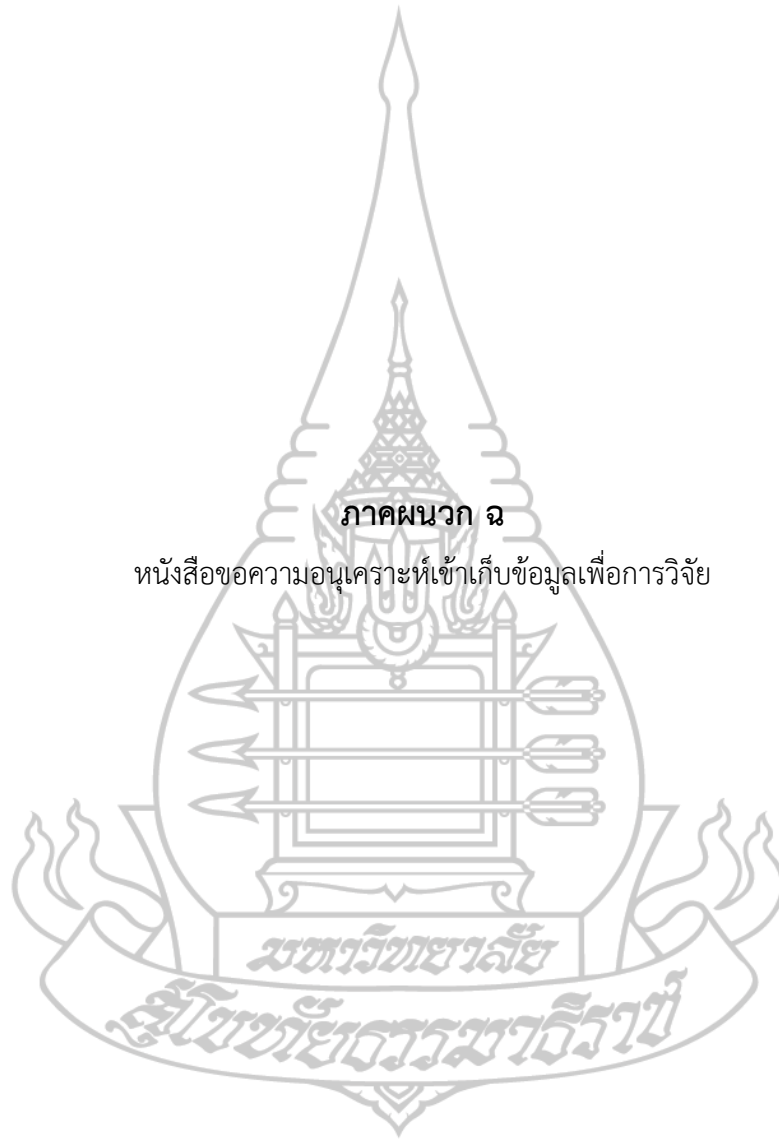 ภาคผนวก ฉ
หนังสือขอความอนุเคราะห์เข้าเก็บข้อมูลเพื่อการวิจัย
มหาวิทยาลัย
สุโขทัยธรรมาธิราช